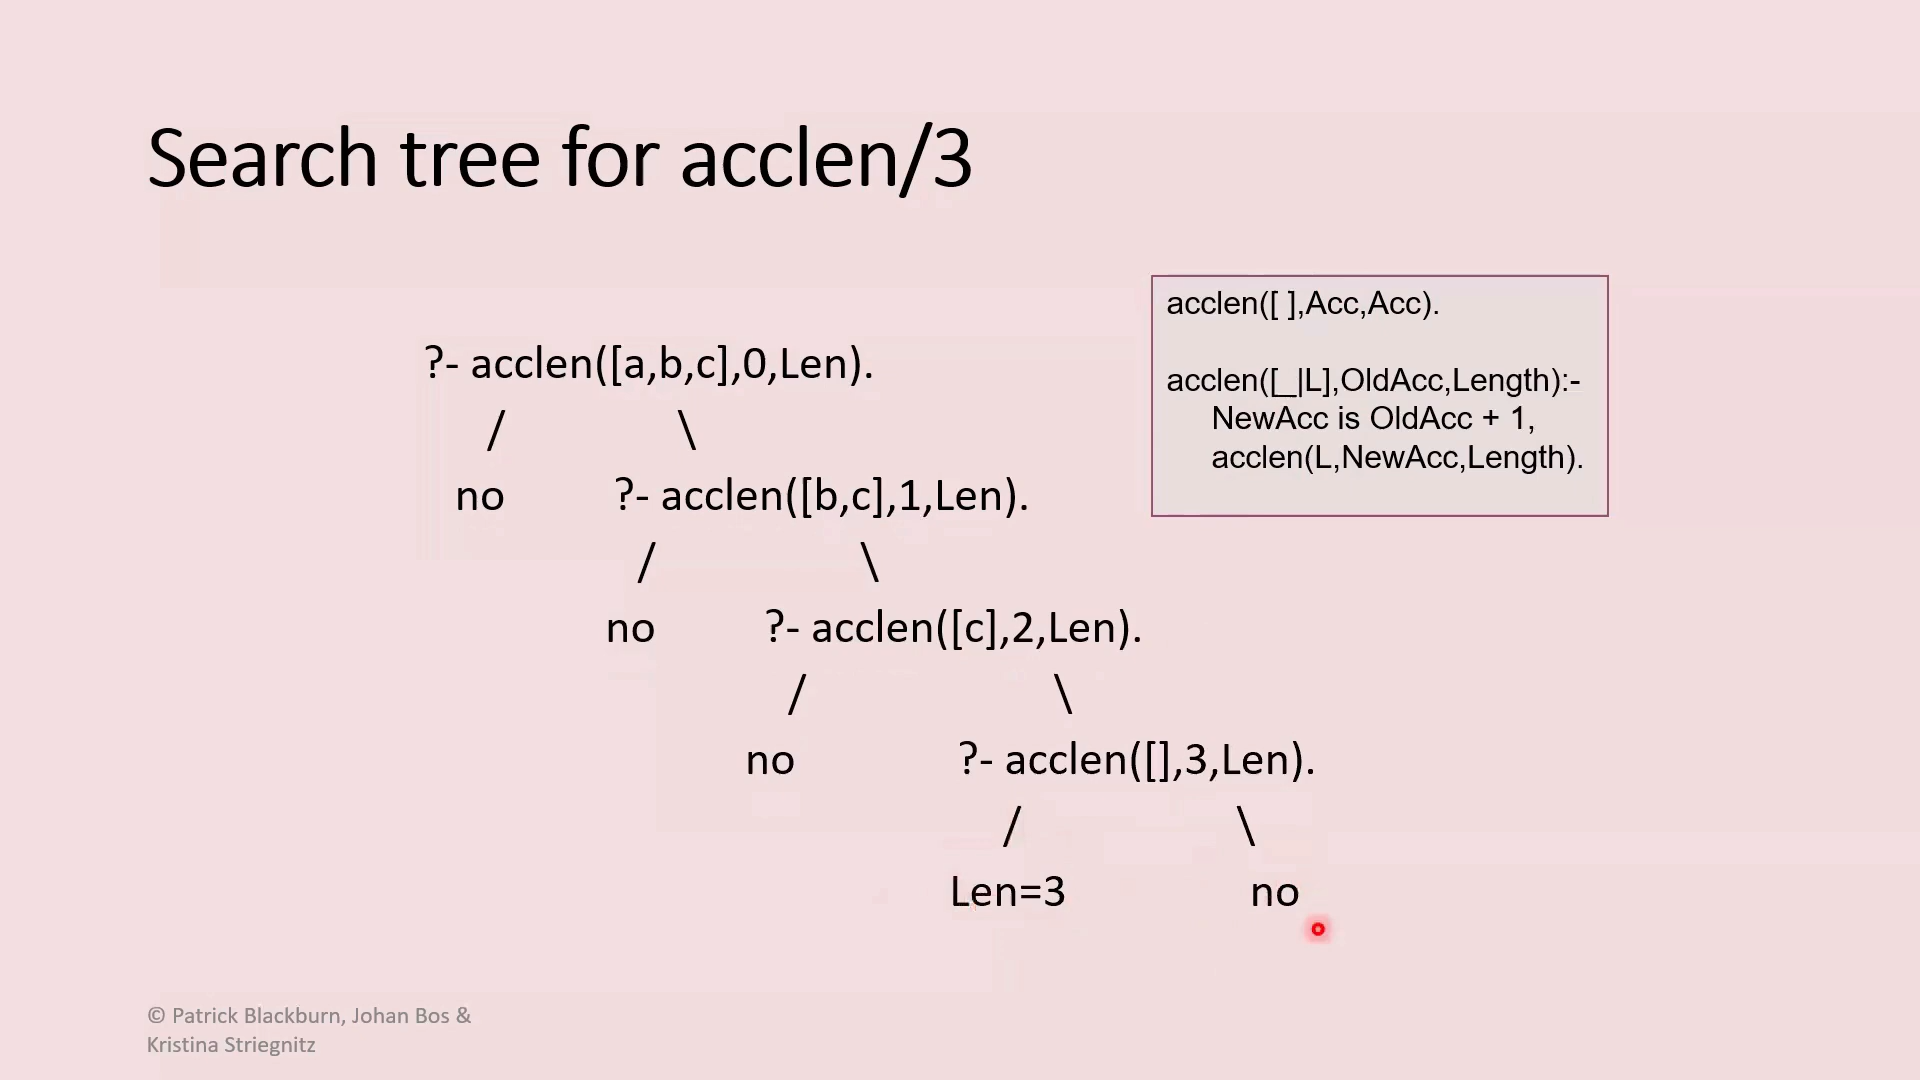 Search tree for acclen/3
acclen([ ],Acc,Acc).
acclen([_|L],OldAcc,Length):-
NewAcc is OldAcc + 1,
acclen(L,NewAcc,Length).
?- acclen([a,b,c],0,Len).
/ \
no ?- acclen([b,c],1,Len).
/ \
no ?- acclen([c],2,Len).
/ \
no ?- acclen([],3,Len).
/ \
Len=3 no
© Patrick Blackburn, Johan Bos &
Kristina Striegnitz